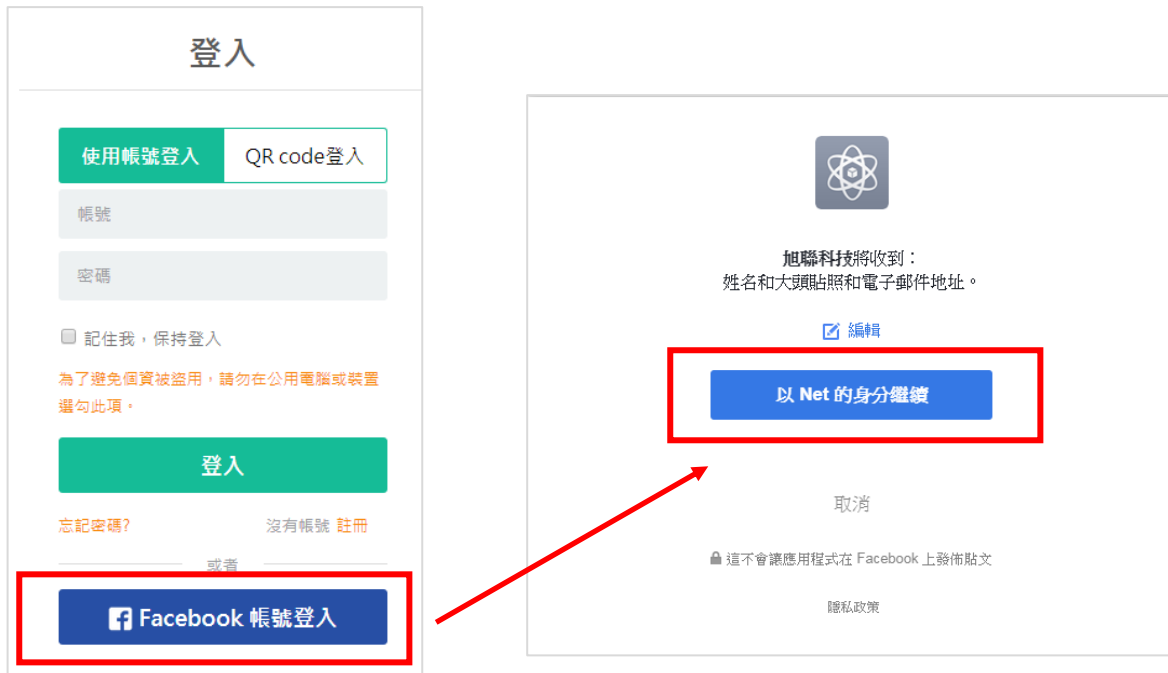 登入
使用帳號登入
QR code登入
帳號
密碼
記住我，保持登入
為了避免個資被盜用，請勿在公用電腦或裝置
選勾此項。
登入
忘記密碼?
沒有帳號 註冊
或者
Facebook 帳號登入
旭聯科技將收到：
姓名和大頭貼照和電子郵件地址。
編輯
以 Net 的身分繼續
取消
這不會讓應用程式在 Facebook 上發佈貼文
隱私政策